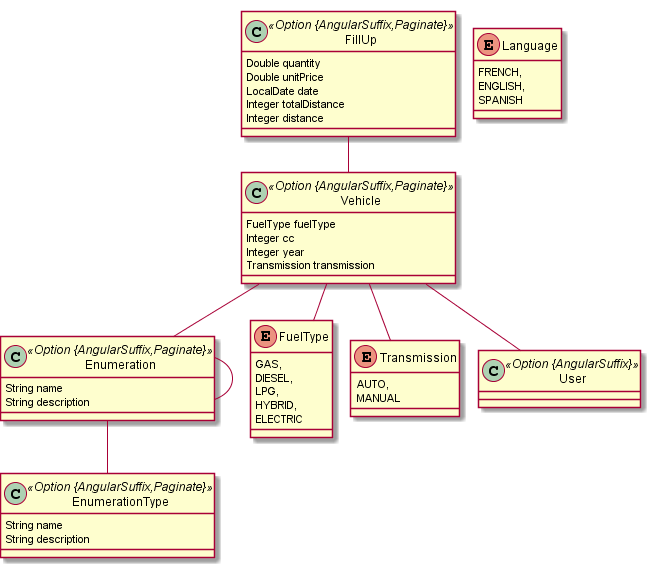 C
«Option {AngularSuffix,Paginate}»
FillUp
Double quantity
Double unitPrice
LocalDate date
Integer totalDistance
Integer distance
E Language
FRENCH,
ENGLISH,
SPANISH
C
«Option {AngularSuffix,Paginate}»
Vehicle
FuelType fuelType
Integer cc
Integer year
Transmission transmission
C
«Option {AngularSuffix,Paginate}»
Enumeration
String name
String description
E FuelType
GAS,
DIESEL,
LPG,
HYBRID,
ELECTRIC
E Transmission
AUTO,
MANUAL
C
«Option {AngularSuffix}»
User
C
«Option {AngularSuffix,Paginate}»
EnumerationType
String name
String description